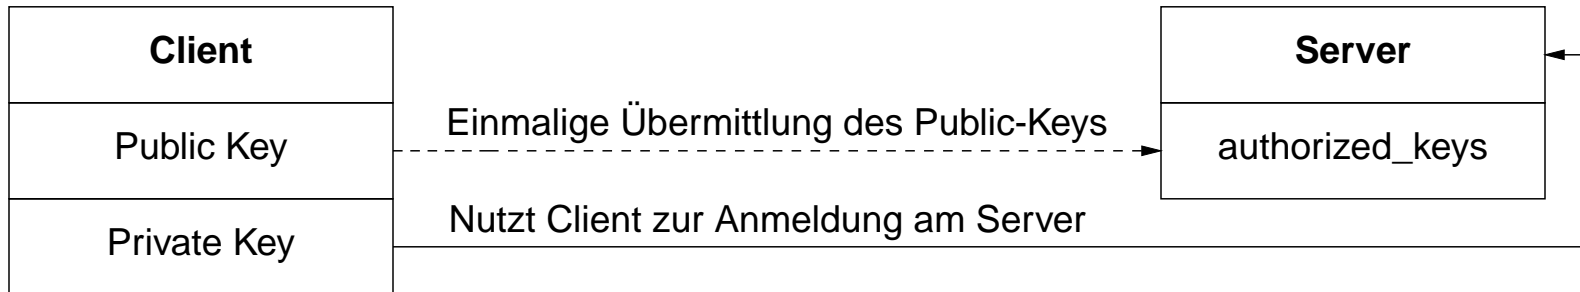 Client
Server
Einmalige Übermittlung des Public-Keys
Public Key
authorized_keys
Nutzt Client zur Anmeldung am Server
Private Key